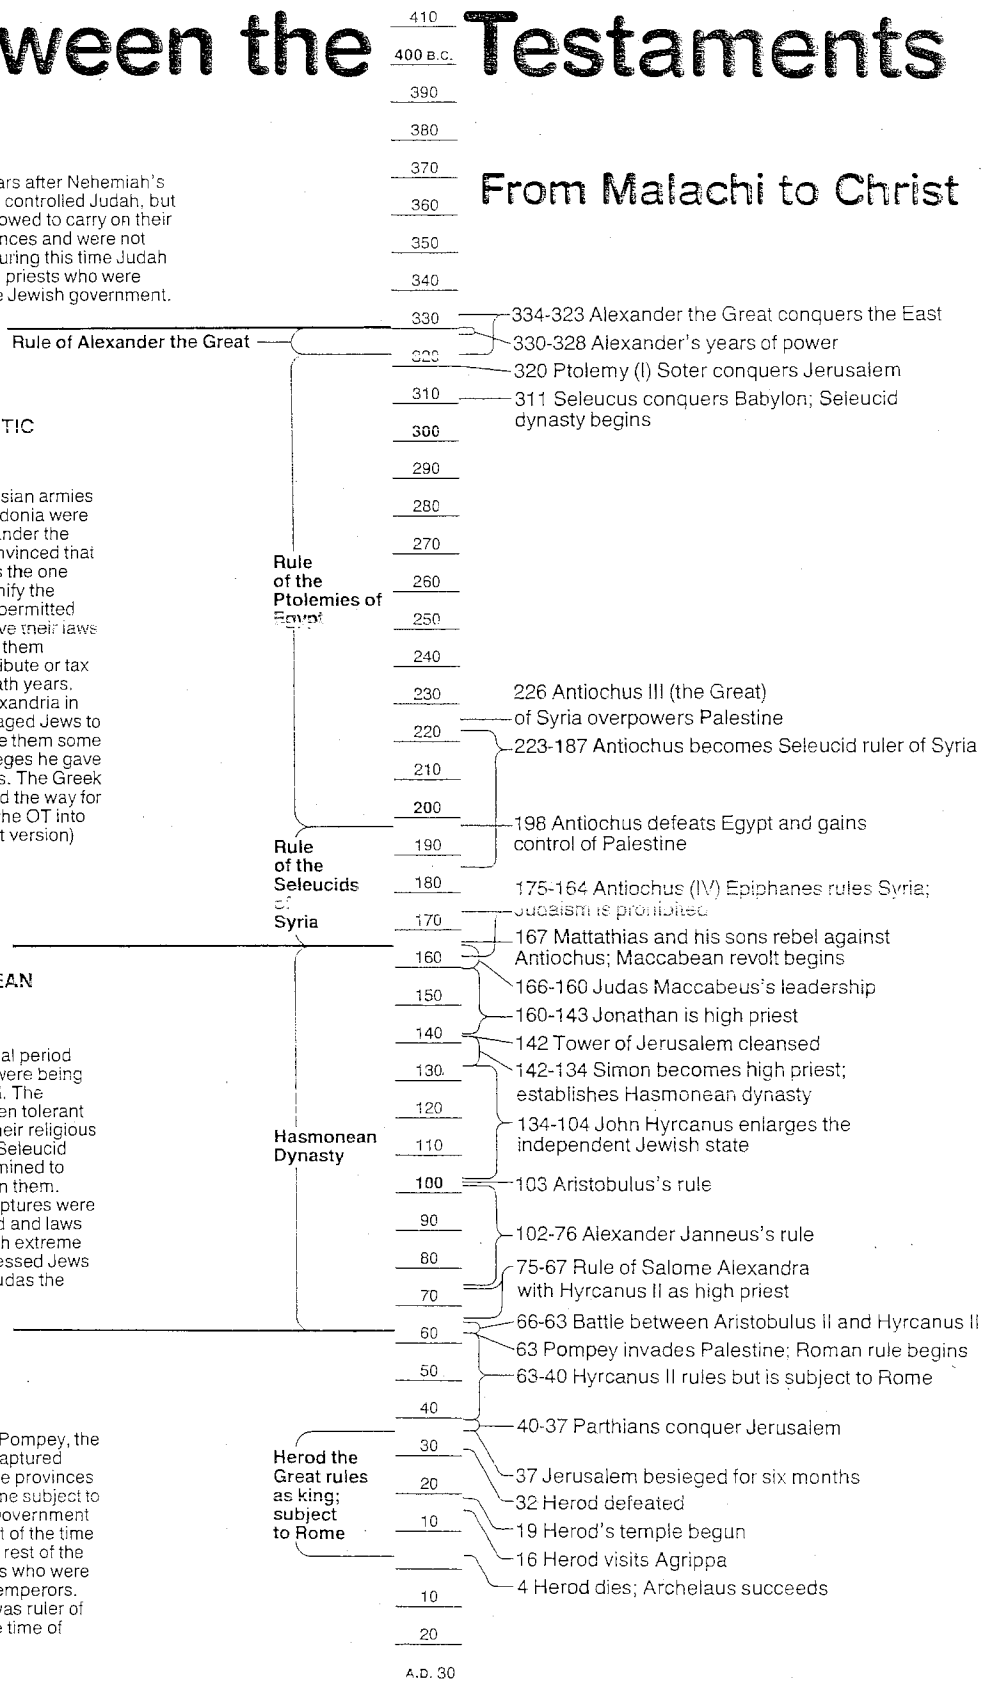 ween the Testaments
From Malachi to Christ
410
400 B.C.
390
380
370
360
350
340
330
320
310
300
290
280
270
260
250
240
230
220
210
200
190
180
170
160
150
140
130
120
110
100
90
80
70
60
50
40
30
20
10
10
20
A.D. 30
ars after Nehemiah's
controlled Judah, but
owed to carry on their
nces and were not
uring this time Judah
priests who were
e Jewish government.
Rule of Alexander the Great
TIC
sian armies
donia were
ander the
nvinced that
s the one
nify the
permitted
ve their laws
them
ibute or tax
ath years.
xandria in
aged Jews to
e them some
eges he gave
s. The Greek
d the way for
he OT into
t version)
Rule
of the
Ptolemies of
Egypt
Rule
of the
Seleucids
of
Syria
EAN
al period
were being
d. The
en tolerant
heir religious
Seleucid
mined to
n them.
ptures were
d and laws
h extreme
essed Jews
udas the
Hasmonean
Dynasty
Pompey, the
aptured
e provinces
ne subject to
overnment
t of the time
rest of the
s who were
emperors.
was ruler of
e time of
Herod the
Great rules
as king;
subject
to Rome
334-323 Alexander the Great conquers the East
330-328 Alexander's years of power
320 Ptolemy (I) Soter conquers Jerusalem
311 Seleucus conquers Babylon; Seleucid
dynasty begins
226 Antiochus III (the Great)
of Syria overpowers Palestine
223-187 Antiochus becomes Seleucid ruler of Syria
198 Antiochus defeats Egypt and gains
control of Palestine
175-164 Antiochus (IV) Epiphanes rules Syria;
Judaism is prohibited
167 Mattathias and his sons rebel against
Antiochus; Maccabean revolt begins
166-160 Judas Maccabeus's leadership
160-143 Jonathan is high priest
142 Tower of Jerusalem cleansed
142-134 Simon becomes high priest;
establishes Hasmonean dynasty
134-104 John Hyrcanus enlarges the
independent Jewish state
103 Aristobulus's rule
102-76 Alexander Janneus's rule
75-67 Rule of Salome Alexandra
with Hyrcanus II as high priest
66-63 Battle between Aristobulus II and Hyrcanus II
63 Pompey invades Palestine; Roman rule begins
63-40 Hyrcanus II rules but is subject to Rome
40-37 Parthians conquer Jerusalem
37 Jerusalem besieged for six months
32 Herod defeated
19 Herod's temple begun
16 Herod visits Agrippa
4 Herod dies; Archelaus succeeds